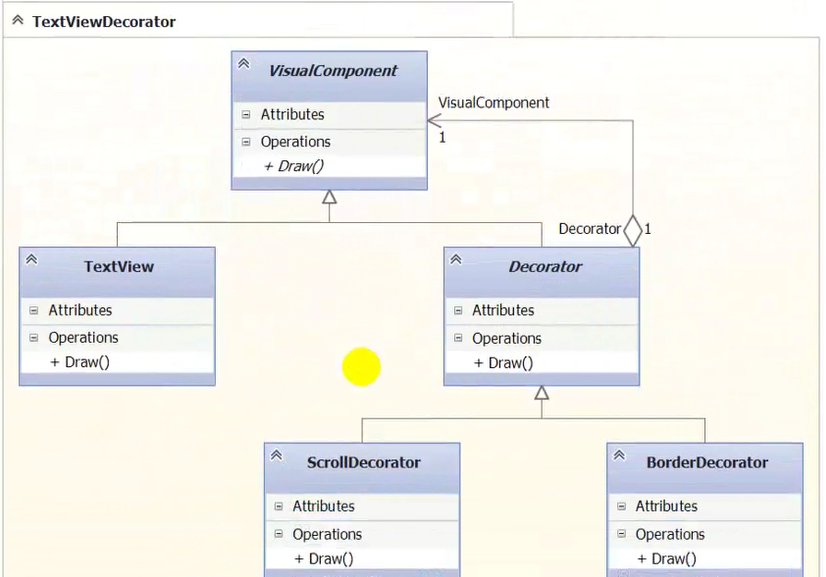 TextViewDecorator
VisualComponent
Attributes
Operations
+ Draw()
VisualComponent
1
Decorator
1
TextView
Attributes
Operations
+ Draw()
Decorator
Attributes
Operations
+ Draw()
ScrollDecorator
Attributes
Operations
+ Draw()
BorderDecorator
Attributes
Operations
+ Draw()